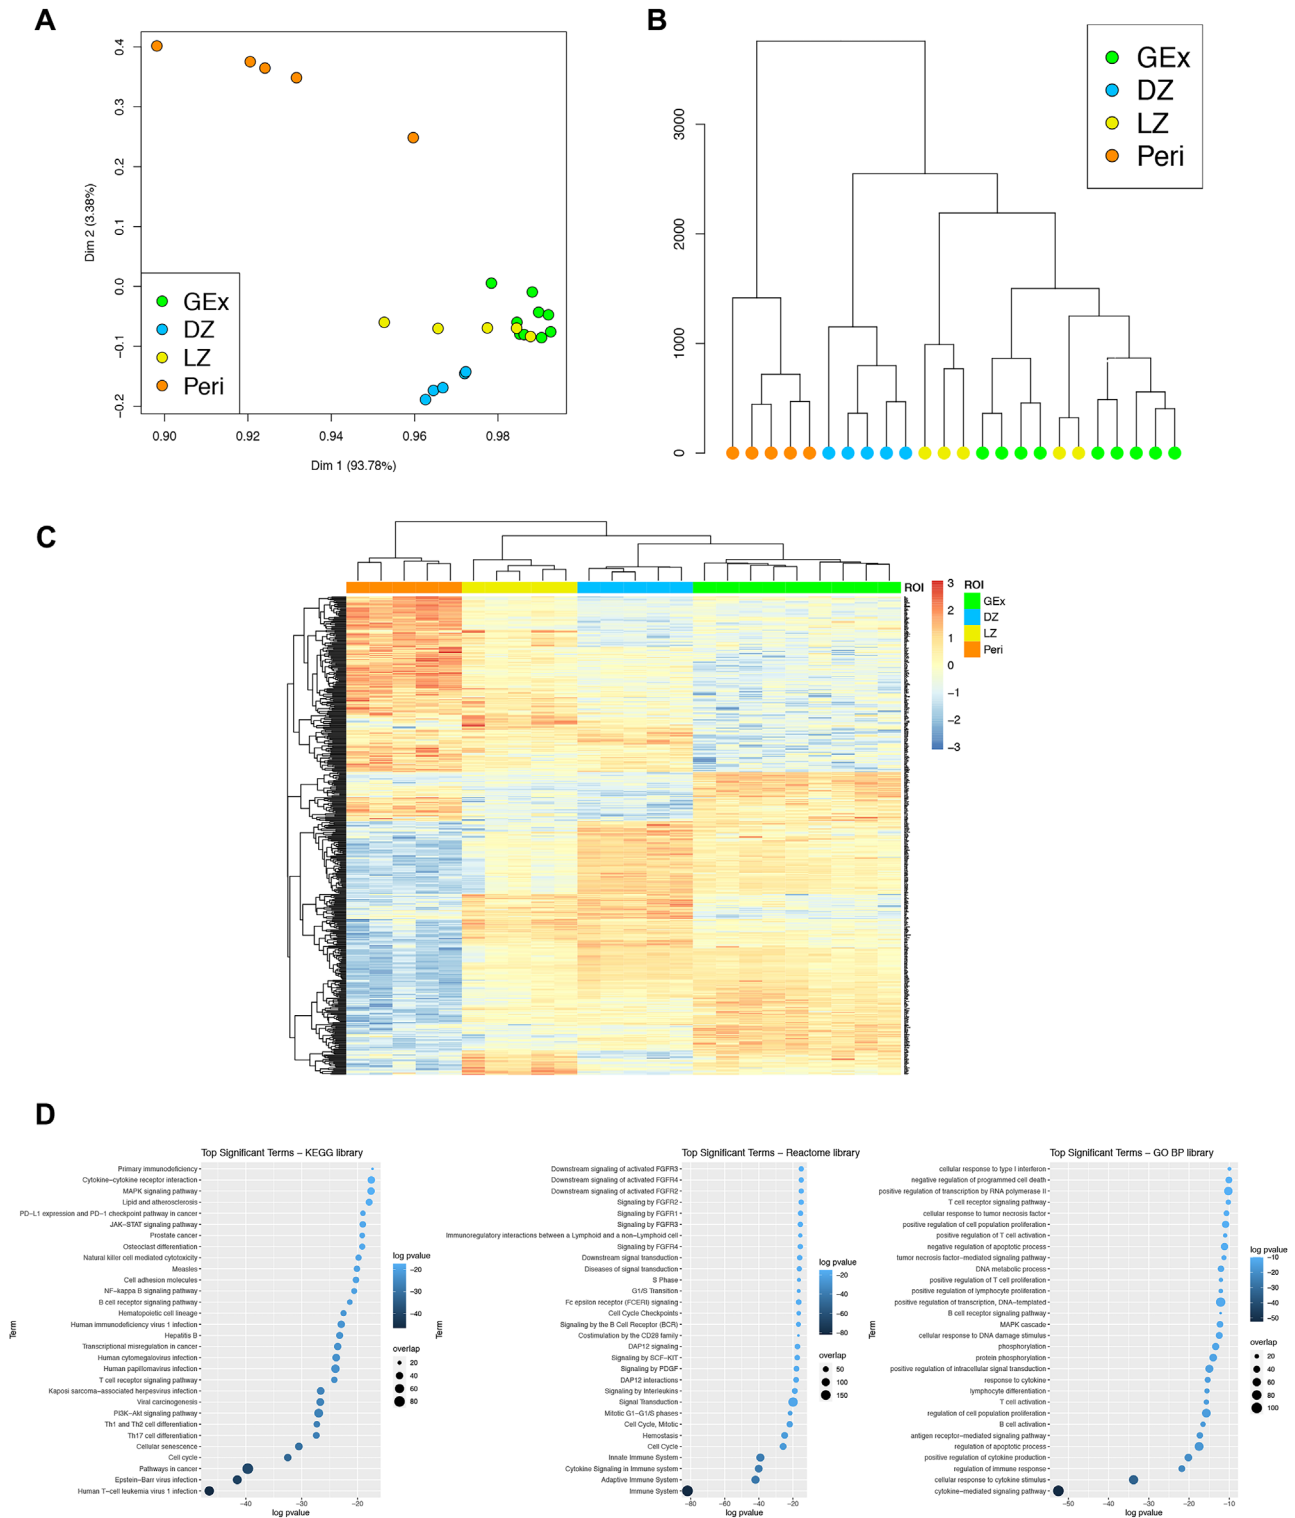 A
B
0.4
0.3
0.2
0.1
0.0
−0.1
−0.2
Dim 2 (3.38%)
GEx
DZ
LZ
Peri
0.90
0.92
0.94
0.96
0.98
Dim 1 (93.78%)
3000
2000
1000
0
GEx
DZ
LZ
Peri
C
ROI
3
2
1
0
−1
−2
−3
ROI
GEx
DZ
LZ
Peri
D
Top Significant Terms – KEGG library
Term
Primary immunodeficiency
Cytokine−cytokine receptor interaction
MAPK signaling pathway
Lipid and atherosclerosis
PD−L1 expression and PD−1 checkpoint pathway in cancer
JAK−STAT signaling pathway
Prostate cancer
Osteoclast differentiation
Natural killer cell mediated cytotoxicity
Measles
Cell adhesion molecules
NF−kappa B signaling pathway
B cell receptor signaling pathway
Hematopoietic cell lineage
Human immunodeficiency virus 1 infection
Hepatitis B
Transcriptional misregulation in cancer
Human cytomegalovirus infection
Human papillomavirus infection
T cell receptor signaling pathway
Kaposi sarcoma−associated herpesvirus infection
Viral carcinogenesis
PI3K−Akt signaling pathway
Th1 and Th2 cell differentiation
Th17 cell differentiation
Cellular senescence
Cell cycle
Pathways in cancer
Epstein−Barr virus infection
Human T−cell leukemia virus 1 infection
−40
−30
−20
log pvalue
log pvalue
−20
−30
−40
overlap
20
40
60
80
Top Significant Terms – Reactome library
Term
Downstream signaling of activated FGFR3
Downstream signaling of activated FGFR4
Downstream signaling of activated FGFR2
Signaling by FGFR2
Signaling by FGFR1
Signaling by FGFR3
Immunoregulatory interactions between a Lymphoid and a non−Lymphoid cell
Signaling by FGFR4
Downstream signal transduction
Diseases of signal transduction
S Phase
G1/S Transition
Fc epsilon receptor (FCERI) signaling
Cell Cycle Checkpoints
Signaling by the B Cell Receptor (BCR)
Costimulation by the CD28 family
DAP12 signaling
Signaling by SCF−KIT
Signaling by PDGF
DAP12 interactions
Signaling by Interleukins
Signal Transduction
Mitotic G1−G1/S phases
Cell Cycle, Mitotic
Hemostasis
Cell Cycle
Innate Immune System
Cytokine Signaling in Immune system
Adaptive Immune System
Immune System
−80
−60
−40
−20
log pvalue
log pvalue
−20
−40
−60
−80
overlap
50
100
150
Top Significant Terms – GO BP library
Term
cellular response to type I interferon
negative regulation of programmed cell death
positive regulation of transcription by RNA polymerase II
T cell receptor signaling pathway
cellular response to tumor necrosis factor
positive regulation of cell population proliferation
positive regulation of T cell activation
negative regulation of apoptotic process
tumor necrosis factor−mediated signaling pathway
DNA metabolic process
positive regulation of T cell proliferation
positive regulation of lymphocyte proliferation
positive regulation of transcription, DNA−templated
B cell receptor signaling pathway
MAPK cascade
cellular response to DNA damage stimulus
phosphorylation
protein phosphorylation
positive regulation of intracellular signal transduction
response to cytokine
lymphocyte differentiation
T cell activation
regulation of cell population proliferation
B cell activation
antigen receptor−mediated signaling pathway
regulation of apoptotic process
positive regulation of cytokine production
regulation of immune response
cellular response to cytokine stimulus
cytokine−mediated signaling pathway
−50
−40
−30
−20
−10
log pvalue
log pvalue
−10
−20
−30
−40
−50
overlap
20
40
60
80
100